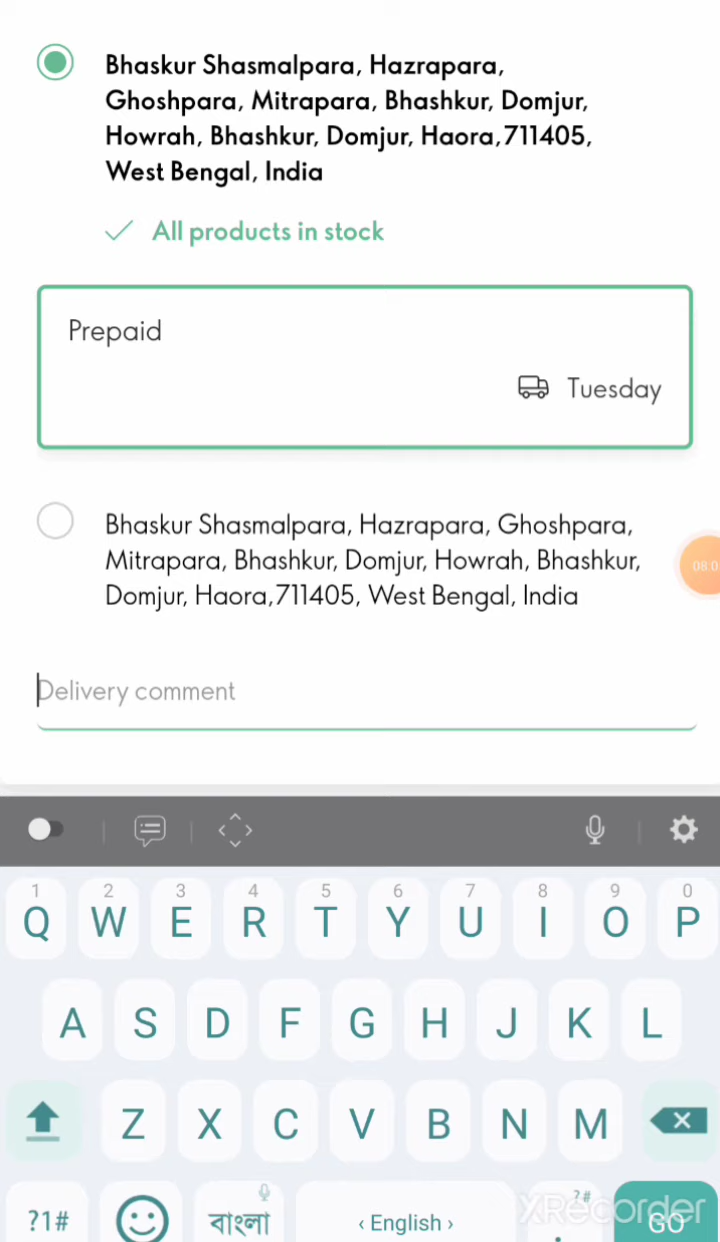 Bhaskur Shasmalpara, Hazrapara,
Ghoshpara, Mitrapara, Bhashkur, Domjur,
Howrah, Bhashkur, Domjur, Haora,711405,
West Bengal, India
All products in stock
Prepaid
Tuesday
Bhaskur Shasmalpara, Hazrapara, Ghoshpara,
Mitrapara, Bhashkur, Domjur, Howrah, Bhashkur,
Domjur, Haora,711405, West Bengal, India
08:0
Delivery comment
1 2 3 4 5 6 7 8 9 0
Q W E R T Y U I O P
A S D F G H J K L
Z X C V B N M
?1# বাংলা ‹ English › ?# . GO
XRecorder